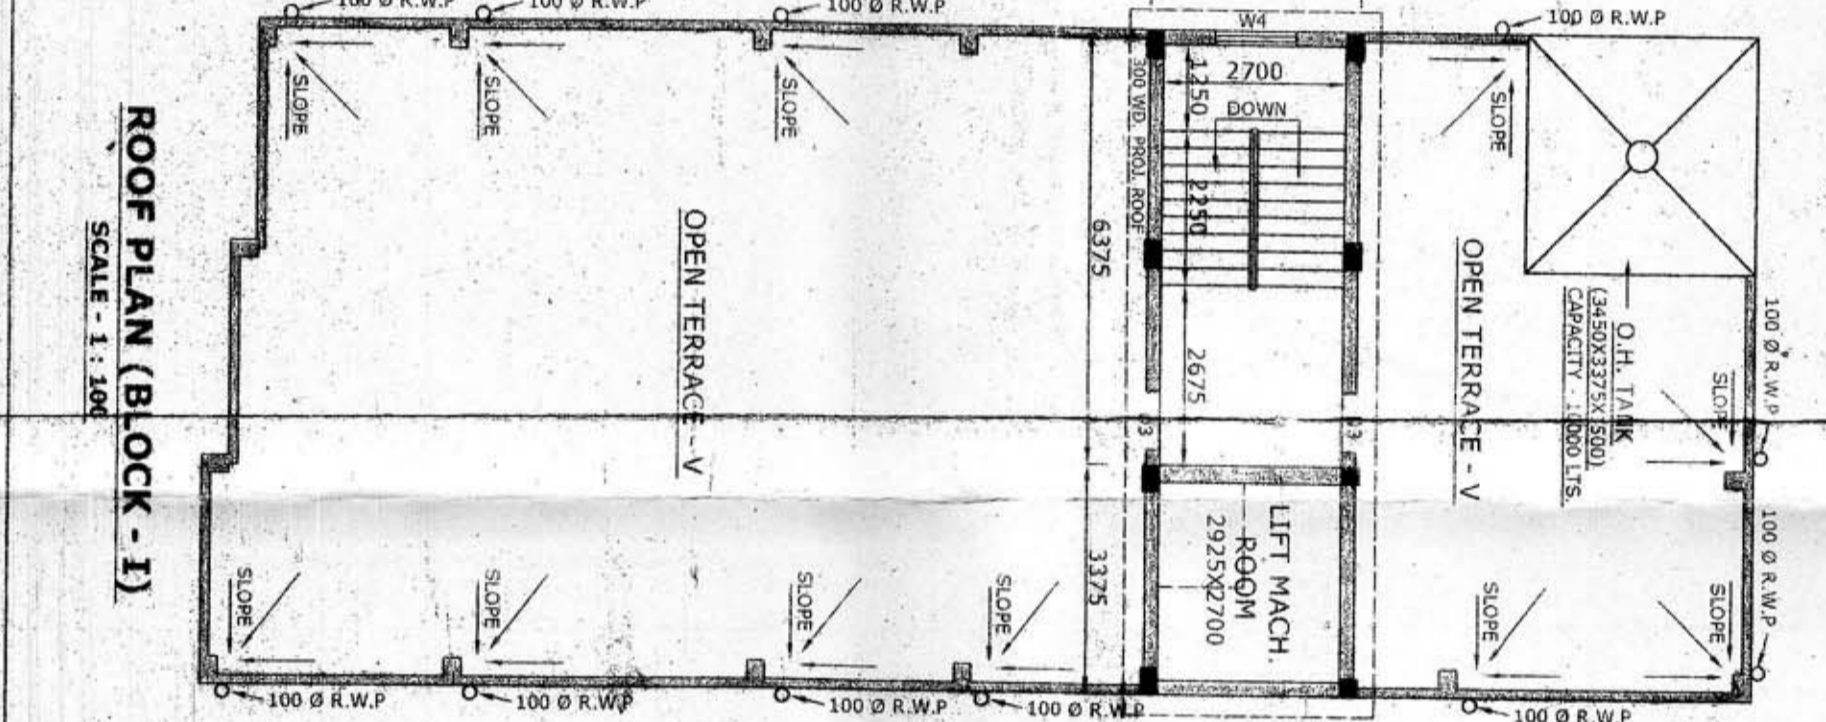 100 Ø R.W.P
100 Ø R.W.P
100 Ø R.W.P
W4
100 Ø R.W.P
SLOPE
SLOPE
SLOPE
SLOPE
1250
2700
DOWN
2250
2675
300 WD. PROJ. ROOF
6375
3375
OPEN TERRACE - V
OPEN TERRACE - V
O.H. TANK
(3450X3375X1500)
CAPACITY - 10000 LTS.
100 Ø R.W.P
SLOPE
100 Ø R.W.P
SLOPE
LIFT MACH.
ROOM
2925X2700
SLOPE
SLOPE
SLOPE
SLOPE
SLOPE
100 Ø R.W.P
100 Ø R.W.P
100 Ø R.W.P
100 Ø R.W.P
100 Ø R.W.P
ROOF PLAN (BLOCK - I)
SCALE - 1 : 100